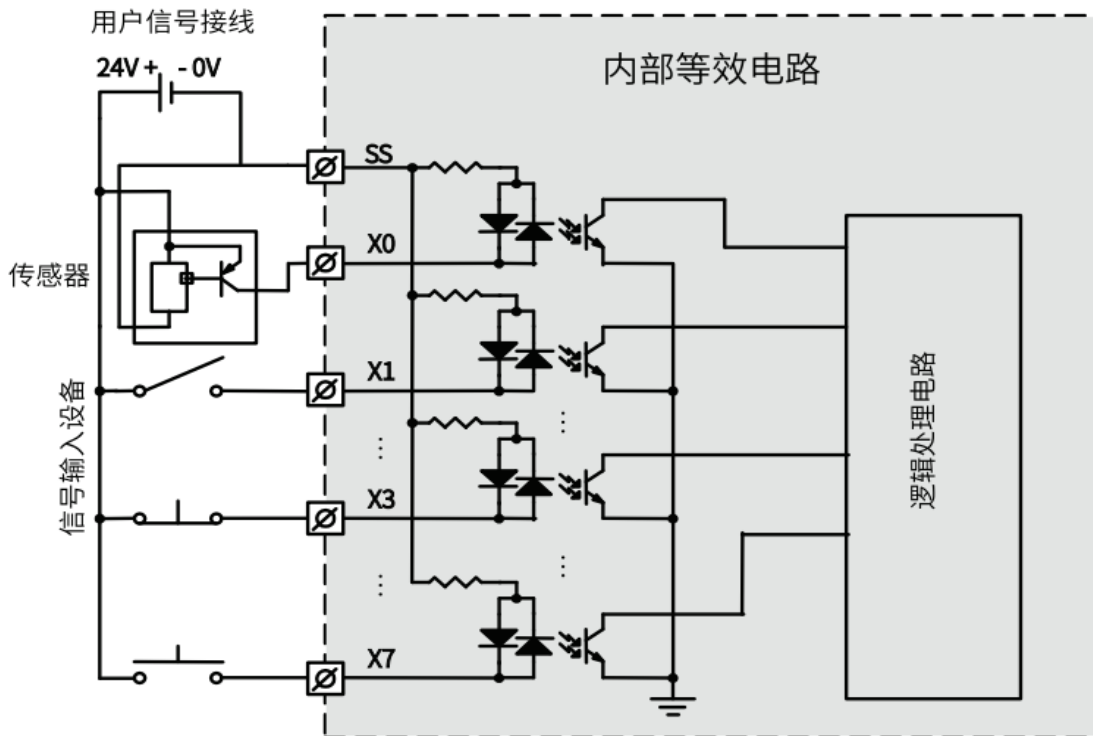 用户信号接线
24V + - 0V
内部等效电路
SS
X0
传感器
X1
信号输入设备
X3
X7
逻辑处理电路